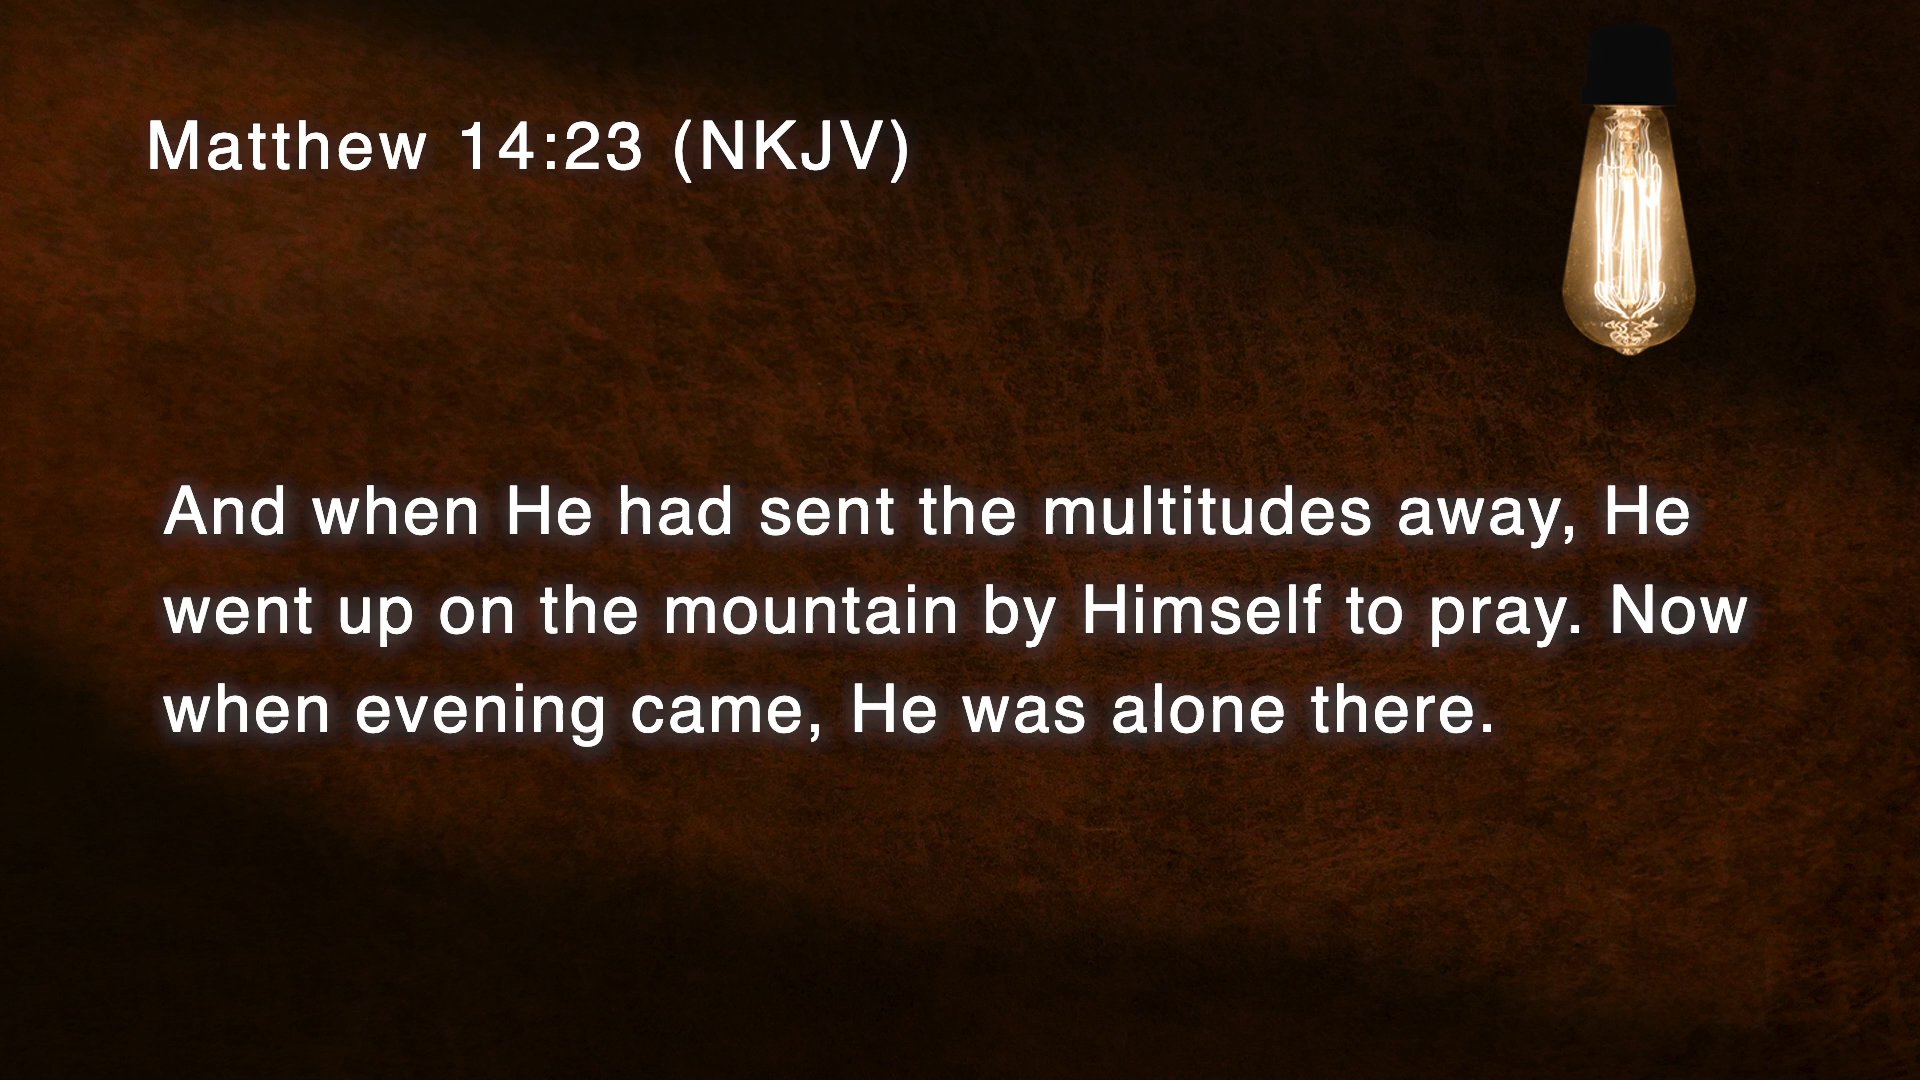 Matthew 14:23 (NKJV)
And when He had sent the multitudes away, He
went up on the mountain by Himself to pray. Now
when evening came, He was alone there.